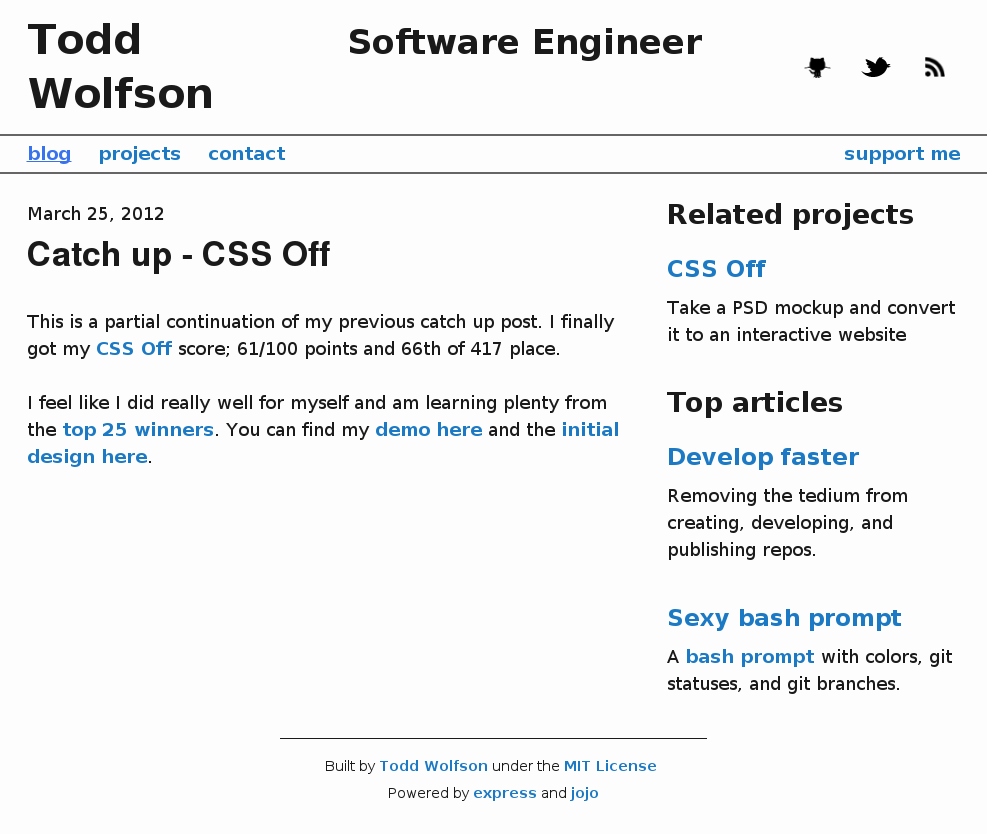 Todd
Wolfson
Software Engineer
blog projects contact support me
March 25, 2012
Catch up - CSS Off
This is a partial continuation of my previous catch up post. I finally
got my CSS Off score; 61/100 points and 66th of 417 place.
I feel like I did really well for myself and am learning plenty from
the top 25 winners. You can find my demo here and the initial
design here.
Related projects
CSS Off
Take a PSD mockup and convert
it to an interactive website
Top articles
Develop faster
Removing the tedium from
creating, developing, and
publishing repos.
Sexy bash prompt
A bash prompt with colors, git
statuses, and git branches.
Built by Todd Wolfson under the MIT License
Powered by express and jojo